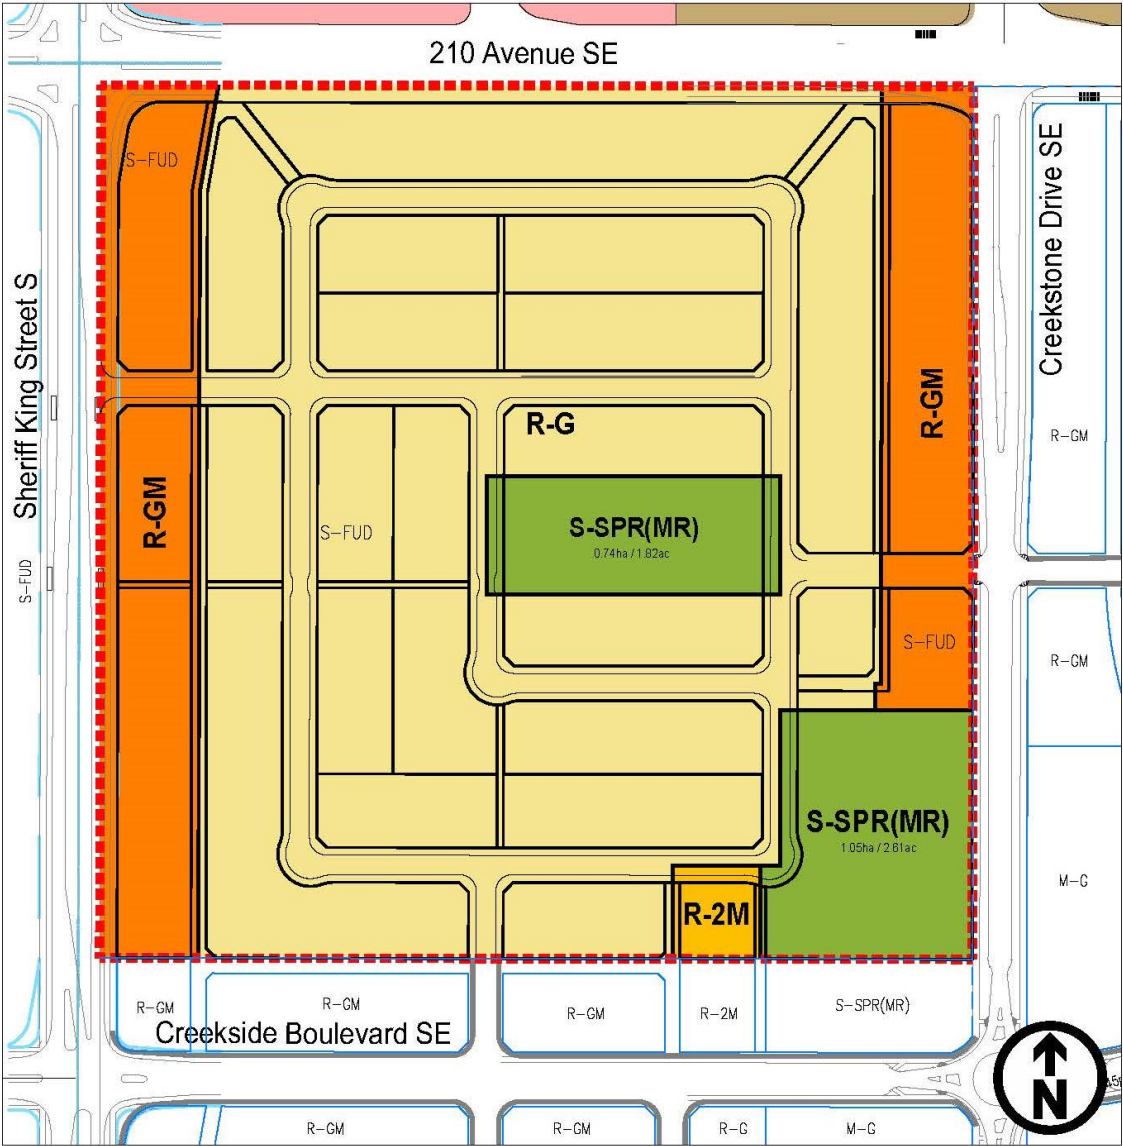 210 Avenue SE
S-FUD
Creekstone Drive SE
Sheriff King Street S
R-GM
R-GM
R-G
R-GM
S-FUD
S-SPR(MR)
0.74ha / 1.82ac
S-FUD
S-FUD
R-GM
S-SPR(MR)
1.05ha / 2.61ac
M-G
R-2M
R-GM
R-GM
R-GM
R-2M
S-SPR(MR)
Creekside Boulevard SE
N
R-GM
R-GM
R-G
M-G